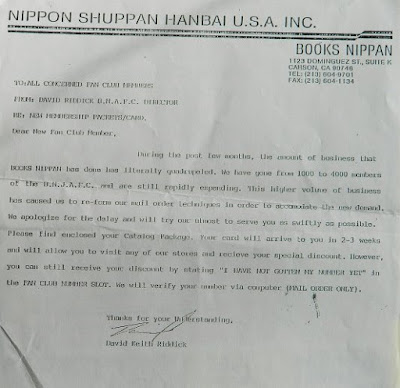 NIPPON SHUPPAN HANBAI U.S.A. INC.
BOOKS NIPPAN
1123 DOMINGUEZ ST., SUITE K
CARSON, CA 90746
TEL: (213) 604-9701
FAX: (213) 604-1134
TO: ALL CONCERNED FAN CLUB MEMBERS
FROM: DAVID RIDDICK B.N.A.F.C. DIRECTOR
RE: NEW MEMBERSHIP PACKETS/CARD.
Dear New Fan Club Member,
During the past few months, the amount of business that
BOOKS NIPPAN has done has literally quadrupled. We have gone from 1000 to 4000 members
of the B.N.J.A.F.C. and are still rapidly expanding. This higher volume of business
has caused us to re-form our mail order techniques in order to accomodate the new demand.
We apologize for the delay and will try our utmost to serve you as swiftly as possible.
Please find enclosed your Catalog Package. Your card will arrive to you in 2-3 weeks
and will allow you to visit any of our stores and recieve your special discount. However,
you can still receive your discount by stating "I HAVE NOT GOTTEN MY NUMBER YET" in
the FAN CLUB NUMBER SLOT. We will verify your number via computer (MAIL ORDER ONLY).
Thanks for your Understanding,
David Keith Riddick